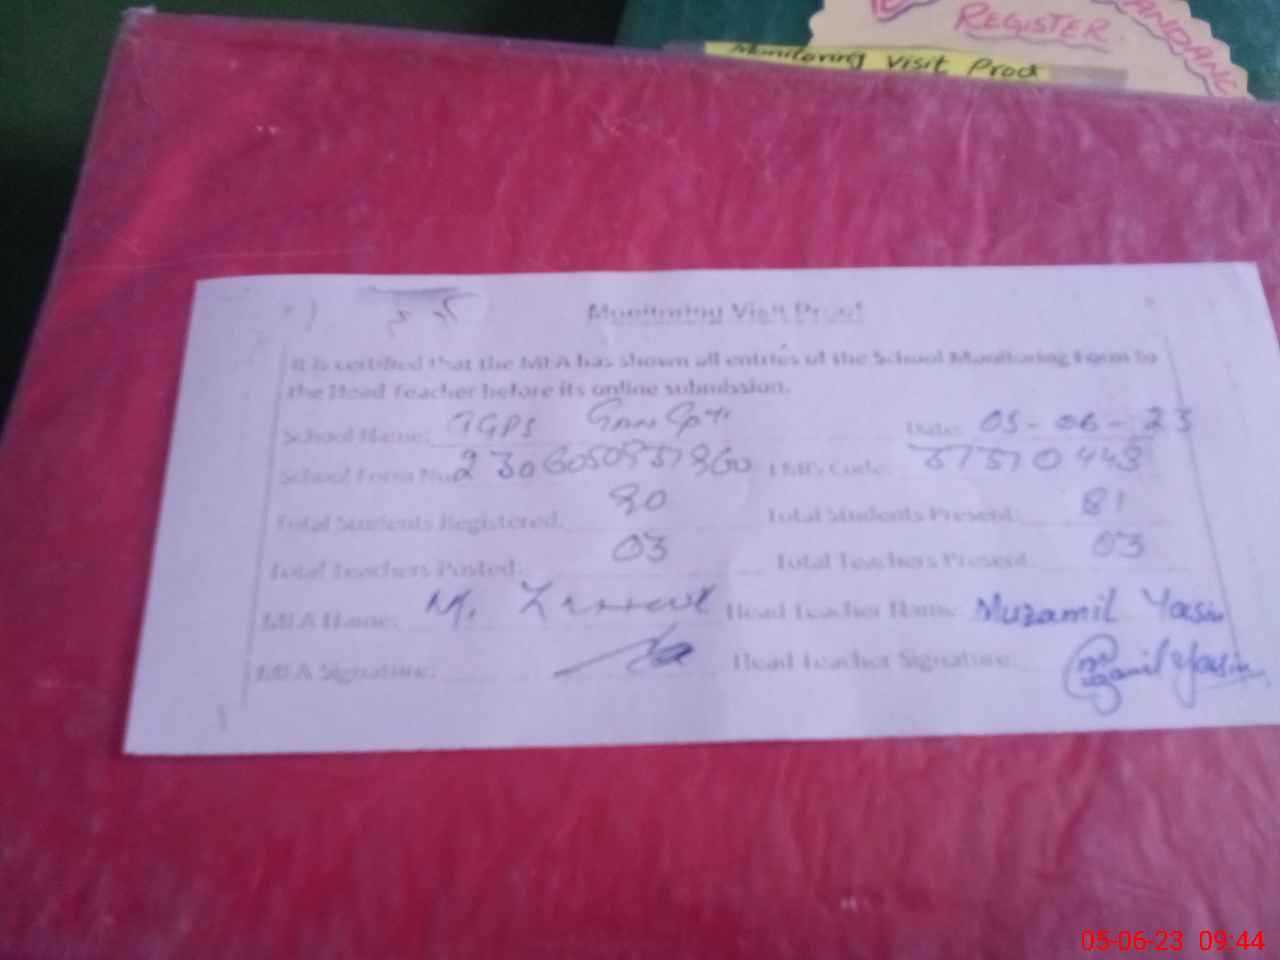 REGISTER
Monitoring Visit Proof
Monitoring Visit Proof
It is certified that the MEA has shown all entries of the School Monitoring Form to
the Head Teacher before its online submission.
School Name: GGPS Date: 05-06-23
School Form No. EMIS Code:
Total Students Registered: 90 Total Students Present: 81
Total Teachers Posted: 03 Total Teachers Present: 03
MEA Name: M. Head Teacher Name: Muzamil Yasin
MEA Signature: Head Teacher Signature: Muzamil Yasin
05-06-23 09:44